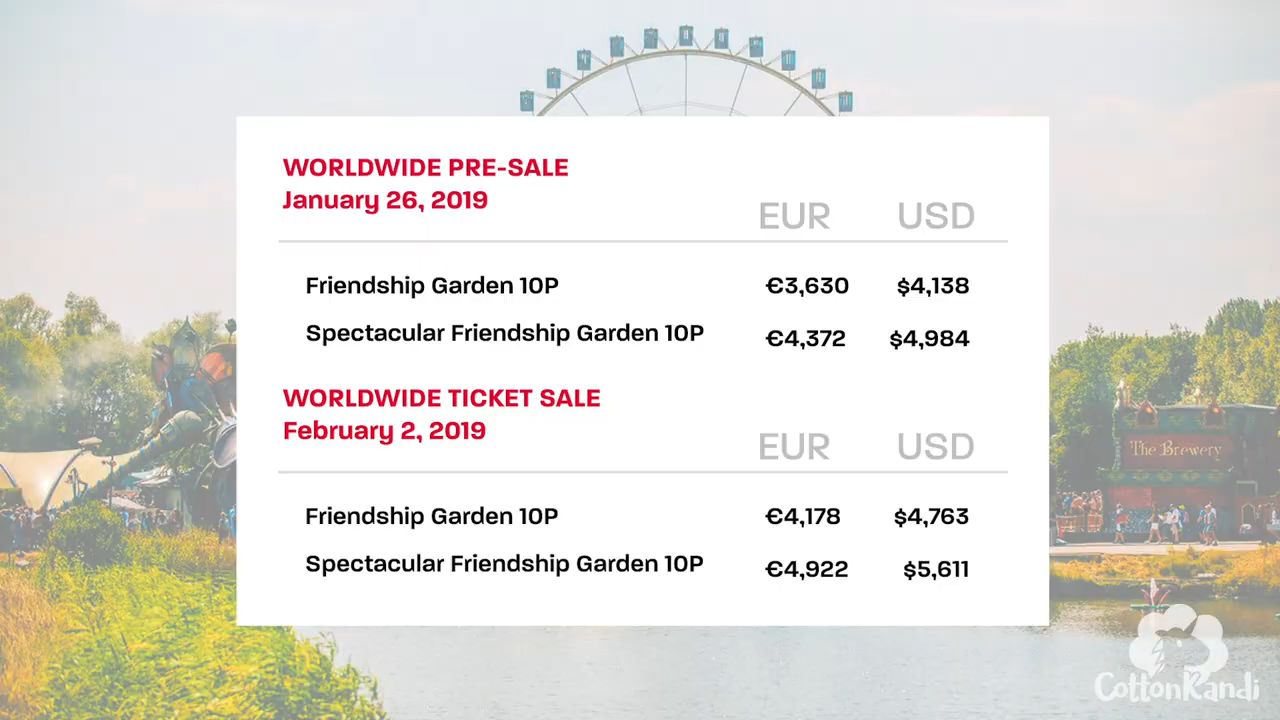 WORLDWIDE PRE-SALE
January 26, 2019
EUR USD
Friendship Garden 10P €3,630 $4,138
Spectacular Friendship Garden 10P €4,372 $4,984
WORLDWIDE TICKET SALE
February 2, 2019
EUR USD
Friendship Garden 10P €4,178 $4,763
Spectacular Friendship Garden 10P €4,922 $5,611
The Brewery
CottonKandi